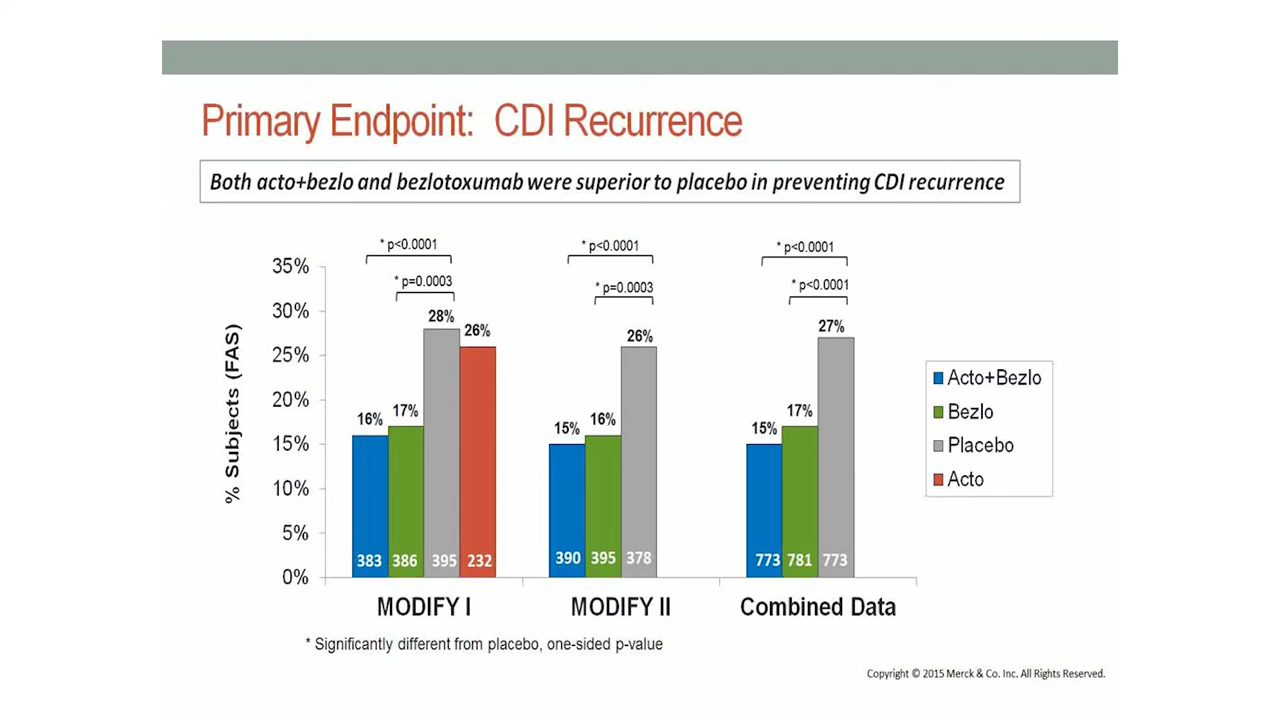 Primary Endpoint: CDI Recurrence
Both acto+bezlo and bezlotoxumab were superior to placebo in preventing CDI recurrence
* p<0.0001
* p<0.0001
* p<0.0001
* p=0.0003
* p=0.0003
* p<0.0001
% Subjects (FAS)
35%
30%
25%
20%
15%
10%
5%
0%
16%
17%
28%
26%
15%
16%
26%
15%
17%
27%
383
386
395
232
390
395
378
773
781
773
MODIFY I
MODIFY II
Combined Data
Acto+Bezlo
Bezlo
Placebo
Acto
* Significantly different from placebo, one-sided p-value
Copyright © 2015 Merck & Co. Inc. All Rights Reserved.